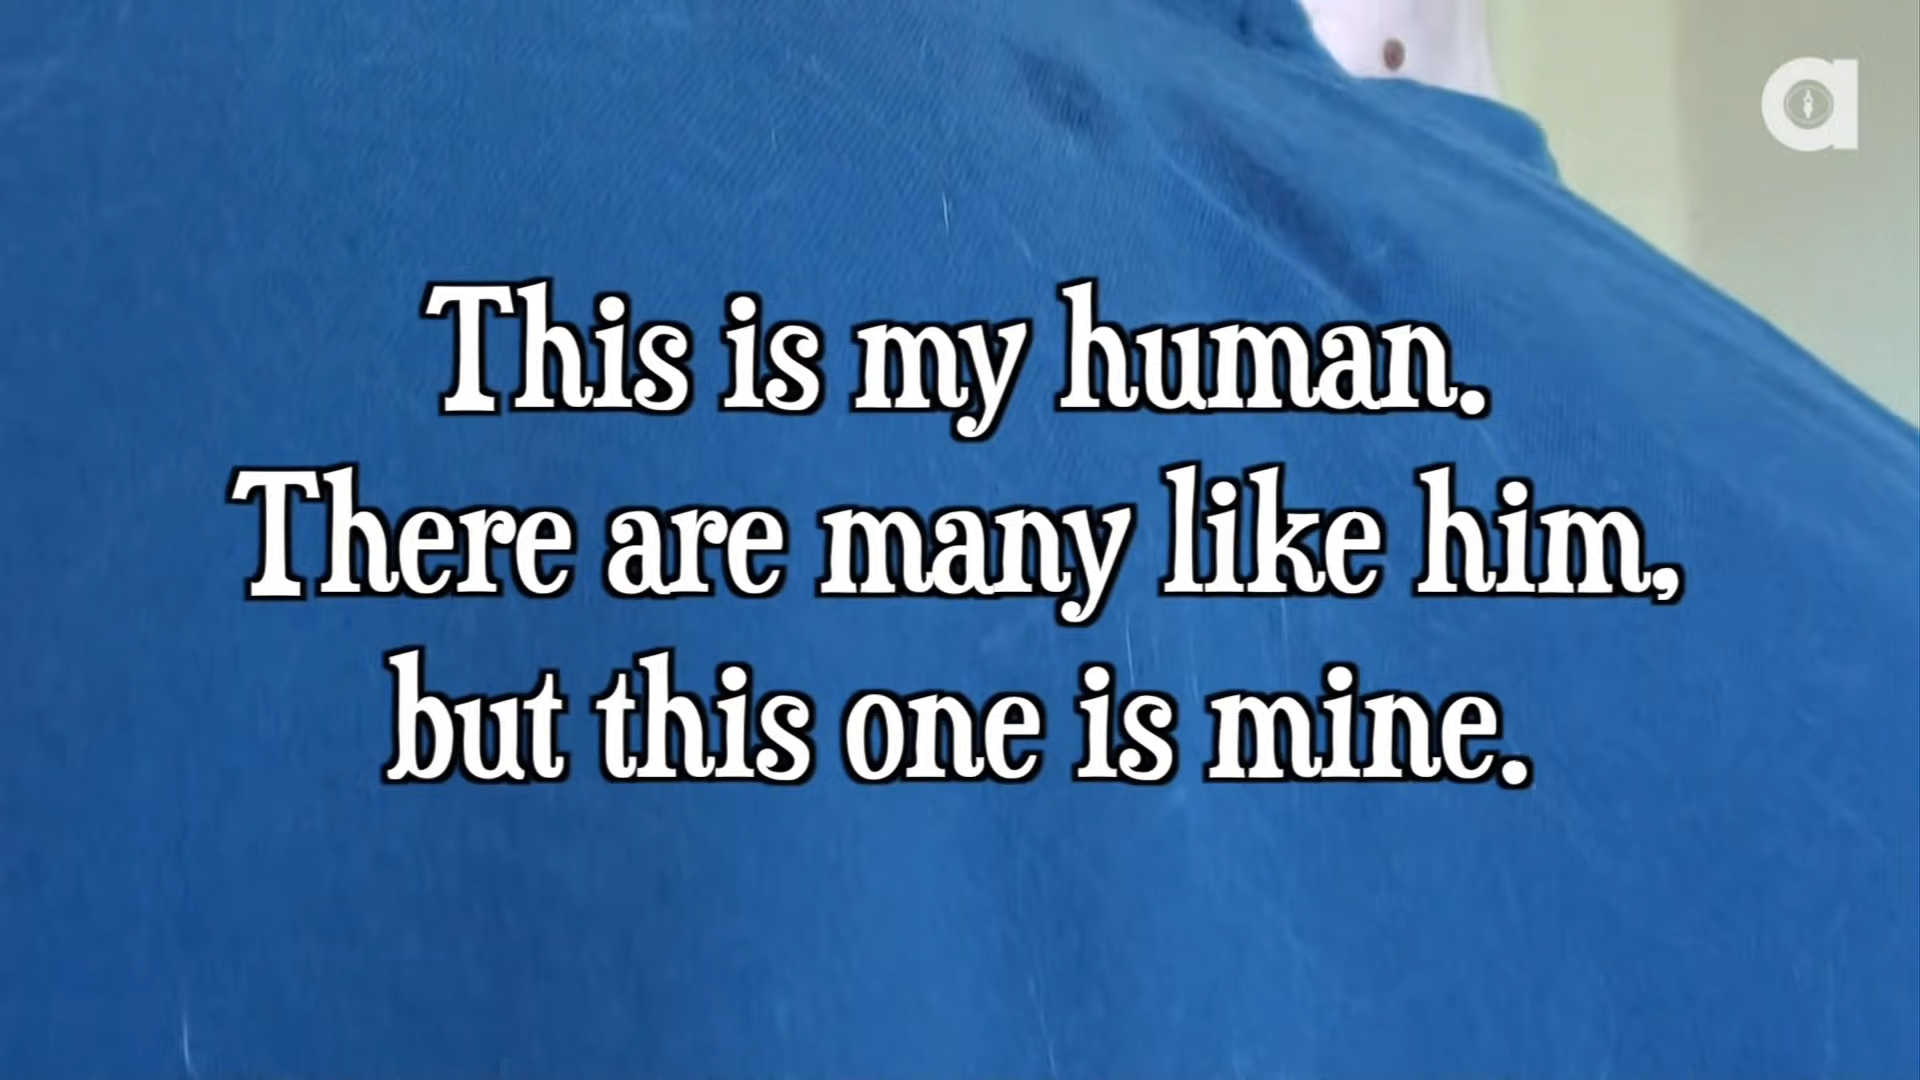 This is my human.
There are many like him,
but this one is mine.
a